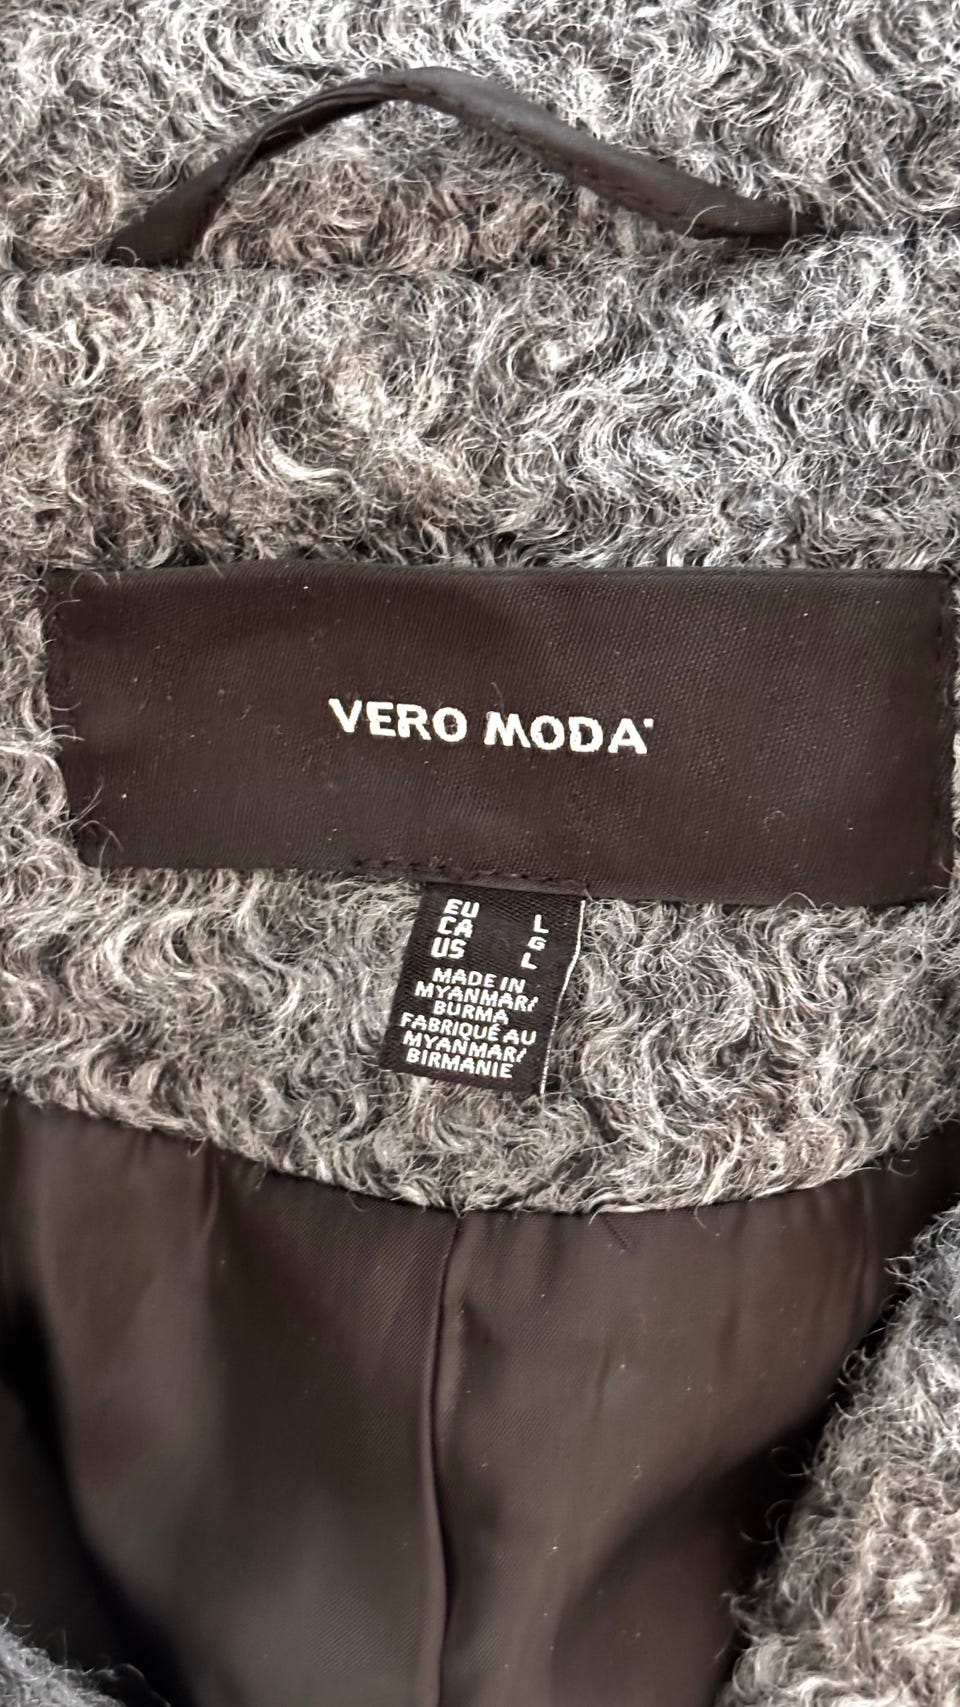 VERO MODA
EU L
CA G
US L
MADE IN
MYANMAR/
BURMA
FABRIQUÉ AU
MYANMAR/
BIRMANIE